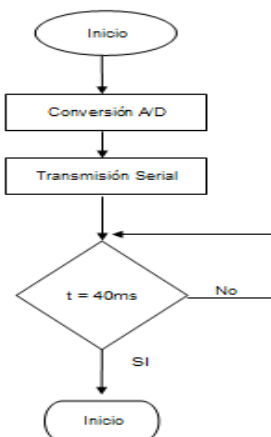 Inicio
Conversión A/D
Transmisión Serial
t = 40ms
No
SI
Inicio